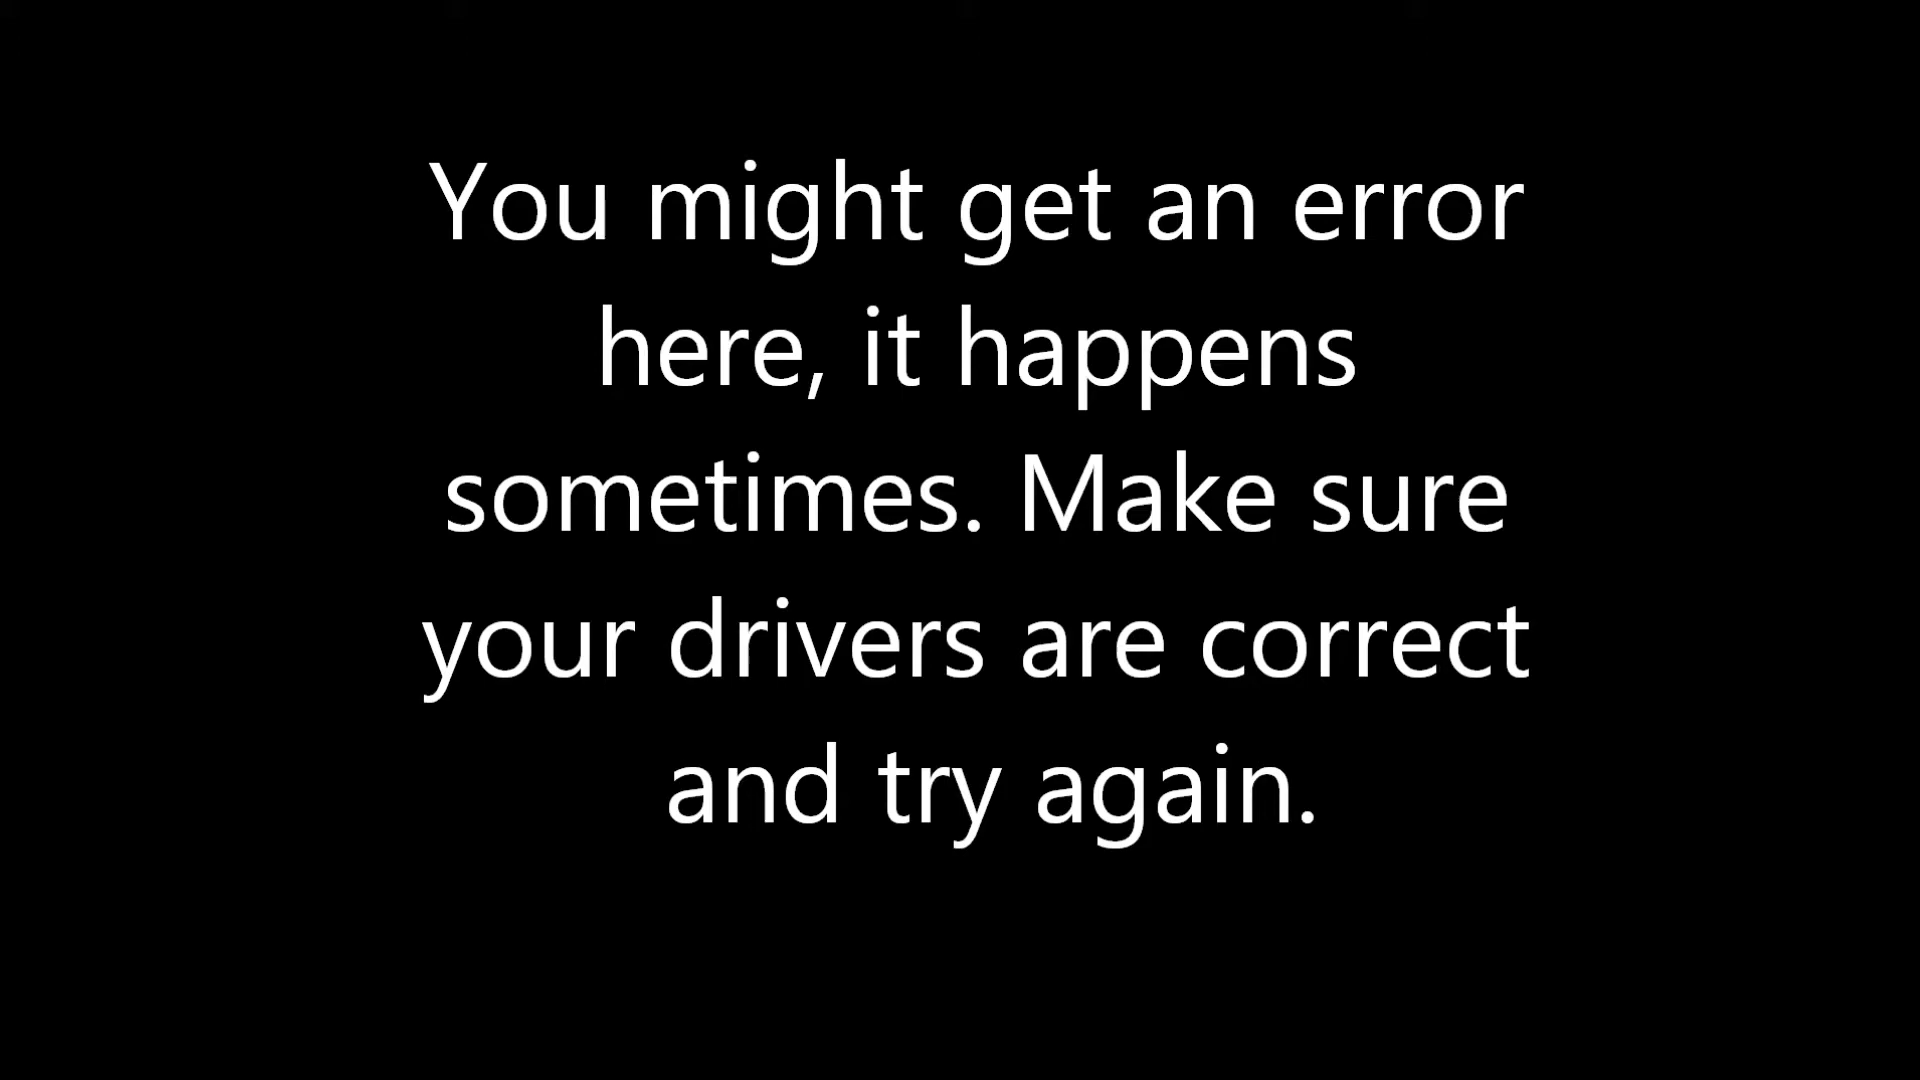 You might get an error
here, it happens
sometimes. Make sure
your drivers are correct
and try again.